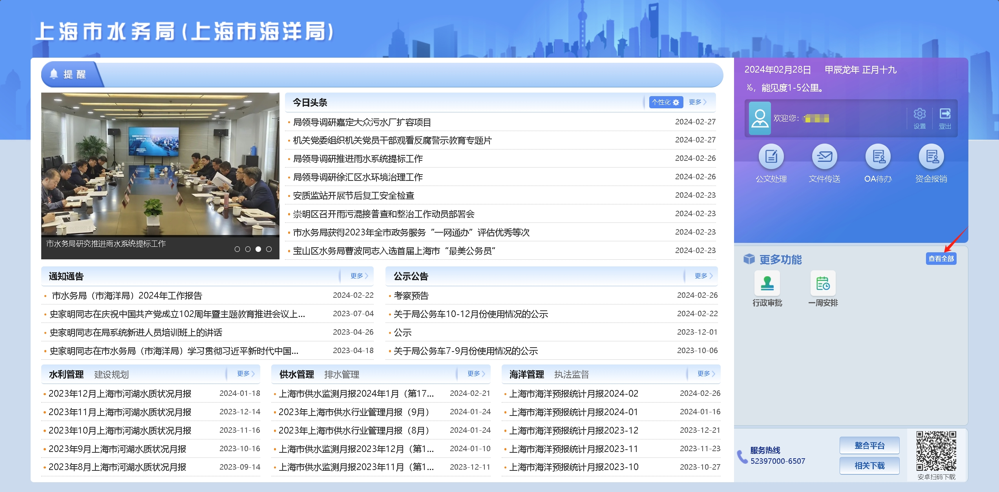 上海市水务局(上海市海洋局)
提醒
2024年02月28日 甲辰龙年 正月十九
%，能见度1-5公里。
欢迎您：
设置
登出
公文处理
文件传送
OA待办
资金报销
市水务局研究推进雨水系统提标工作
今日头条 个性化 更多
局领导调研嘉定大众污水厂扩容项目 2024-02-27
机关党委组织机关党员干部观看反腐警示教育专题片 2024-02-27
局领导调研推进雨水系统提标工作 2024-02-26
局领导调研徐汇区水环境治理工作 2024-02-26
安质监站开展节后复工安全检查 2024-02-23
崇明区召开雨污混接普查和整治工作动员部署会 2024-02-23
市水务局获得2023年全市政务服务“一网通办”评估优秀等次 2024-02-23
宝山区水务局曹波同志入选首届上海市“最美公务员” 2024-02-23
更多功能 查看全部
行政审批
一周安排
通知通告 更多
市水务局（市海洋局）2024年工作报告 2024-02-22
史家明同志在庆祝中国共产党成立102周年暨主题教育推进会议上... 2023-07-04
史家明同志在局系统新进人员培训班上的讲话 2023-04-26
史家明同志在市水务局（市海洋局）学习贯彻习近平新时代中国... 2023-04-18
公示公告 更多
考察预告 2024-02-26
关于局公务车10-12月份使用情况的公示 2024-02-22
公示 2023-12-01
关于局公务车7-9月份使用情况的公示 2023-10-06
水利管理 建设规划 更多
2023年12月上海市河湖水质状况月报 2024-01-18
2023年11月上海市河湖水质状况月报 2023-12-14
2023年10月上海市河湖水质状况月报 2023-11-16
2023年9月上海市河湖水质状况月报 2023-10-16
2023年8月上海市河湖水质状况月报 2023-09-14
供水管理 排水管理 更多
上海市供水监测月报2024年1月（第17... 2024-02-21
2023年上海市供水行业管理月报（9月） 2024-01-24
2023年上海市供水行业管理月报（8月） 2024-01-24
上海市供水监测月报2023年12月（第1... 2024-01-10
上海市供水监测月报2023年11月（第1... 2023-12-11
海洋管理 执法监督 更多
上海市海洋预报统计月报2024-02 2024-02-26
上海市海洋预报统计月报2024-01 2024-01-16
上海市海洋预报统计月报2023-12 2023-12-21
上海市海洋预报统计月报2023-11 2023-11-23
上海市海洋预报统计月报2023-10 2023-10-27
服务热线
52397000-6507
整合平台
相关下载
安卓扫码下载